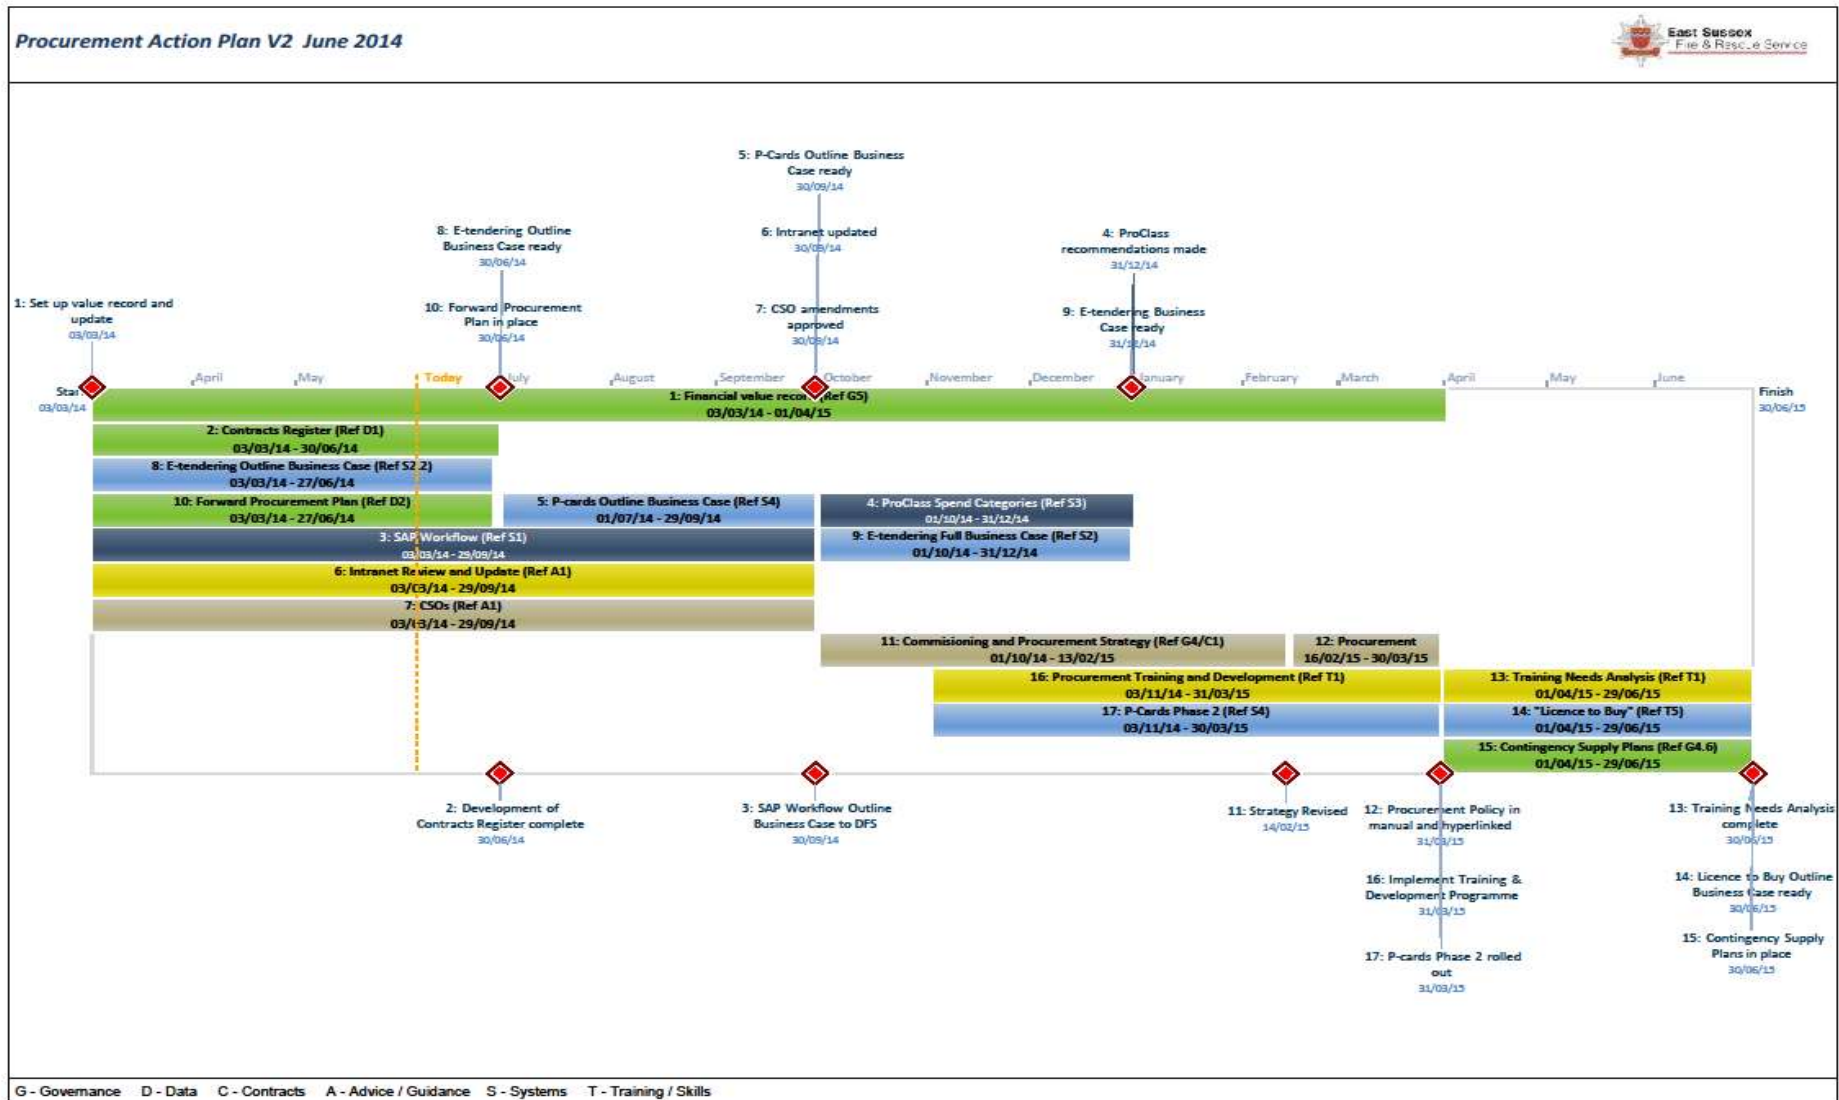 Procurement Action Plan V2 June 2014
East Sussex
Fire & Rescue Service
5: P-Cards Outline Business
Case ready
30/09/14
8: E-tendering Outline
Business Case ready
30/06/14
6: Intranet updated
30/09/14
4: ProClass
recommendations made
31/12/14
1: Set up value record and
update
03/03/14
10: Forward Procurement
Plan in place
30/06/14
7: CSO amendments
approved
30/09/14
9: E-tendering Business
Case ready
31/12/14
April May Today July August September October November December January February March April May June
Start
03/03/14
Finish
30/06/15
1: Financial value record (Ref G5)
03/03/14 - 01/04/15
2: Contracts Register (Ref D1)
03/03/14 - 30/06/14
8: E-tendering Outline Business Case (Ref S2.2)
03/03/14 - 27/06/14
10: Forward Procurement Plan (Ref D2)
03/03/14 - 27/06/14
5: P-cards Outline Business Case (Ref S4)
01/07/14 - 29/09/14
4: ProClass Spend Categories (Ref S3)
01/10/14 - 31/12/14
3: SAP Workflow (Ref S1)
03/03/14 - 29/09/14
9: E-tendering Full Business Case (Ref S2)
01/10/14 - 31/12/14
6: Intranet Review and Update (Ref A1)
03/03/14 - 29/09/14
7: CSOs (Ref A1)
03/03/14 - 29/09/14
11: Commisioning and Procurement Strategy (Ref G4/C1)
01/10/14 - 13/02/15
12: Procurement
16/02/15 - 30/03/15
16: Procurement Training and Development (Ref T1)
03/11/14 - 31/03/15
13: Training Needs Analysis (Ref T1)
01/04/15 - 29/06/15
17: P-Cards Phase 2 (Ref S4)
03/11/14 - 30/03/15
14: "Licence to Buy" (Ref T5)
01/04/15 - 29/06/15
15: Contingency Supply Plans (Ref G4.6)
01/04/15 - 29/06/15
2: Development of
Contracts Register complete
30/06/14
3: SAP Workflow Outline
Business Case to DFS
30/09/14
11: Strategy Revised
14/02/15
12: Procurement Policy in
manual and hyperlinked
31/03/15
13: Training Needs Analysis
complete
30/06/15
16: Implement Training &
Development Programme
31/03/15
14: Licence to Buy Outline
Business Case ready
30/06/15
17: P-cards Phase 2 rolled
out
31/03/15
15: Contingency Supply
Plans in place
30/06/15
G - Governance D - Data C - Contracts A - Advice / Guidance S - Systems T - Training / Skills